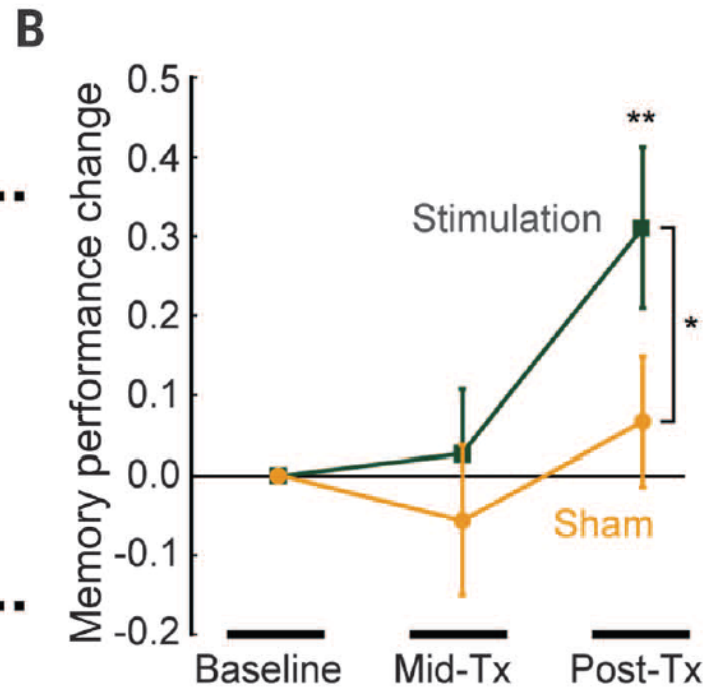 B
Memory performance change
0.5
0.4
0.3
0.2
0.1
0.0
-0.1
-0.2
**
Stimulation
*
Sham
Baseline Mid-Tx Post-Tx